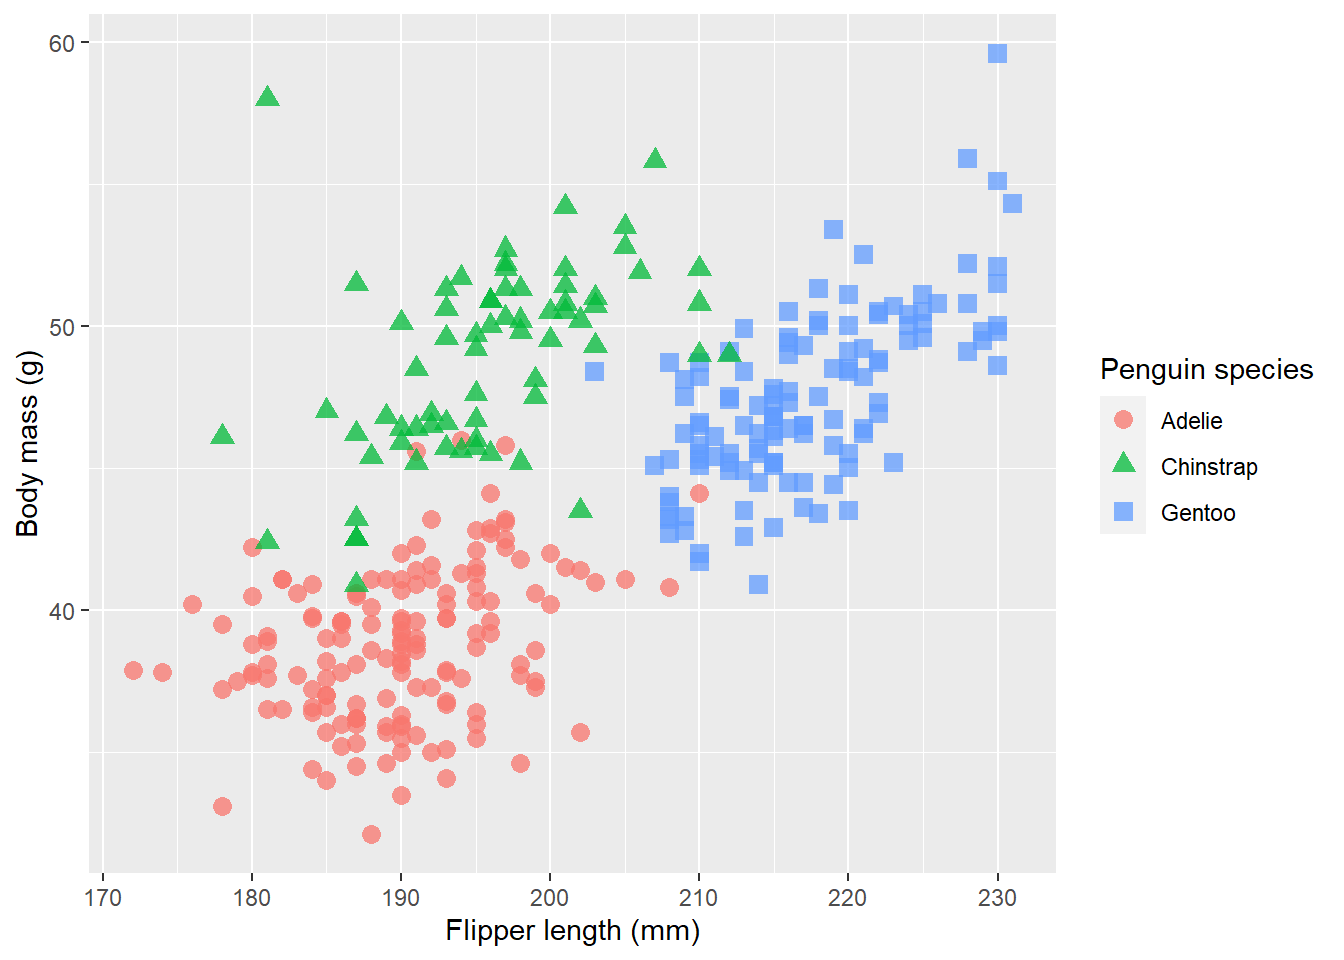 60
50
40
Body mass (g)
170 180 190 200 210 220 230
Flipper length (mm)
Penguin species
Adelie
Chinstrap
Gentoo